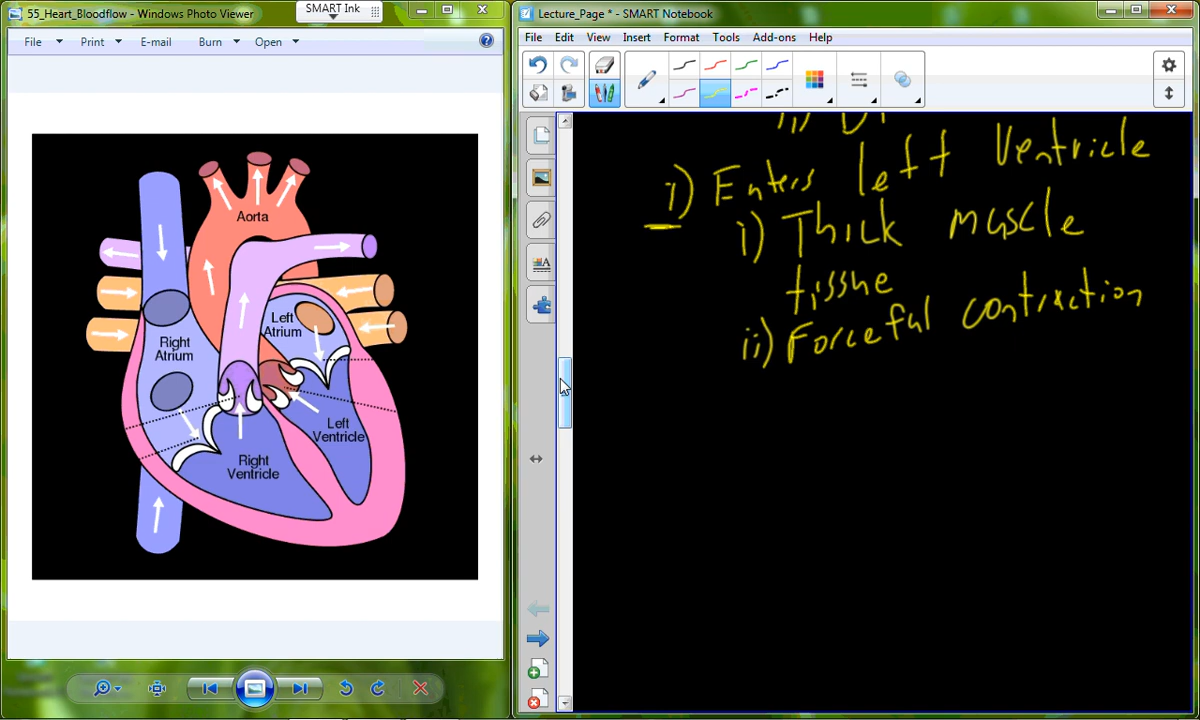 55_Heart_Bloodflow - Windows Photo Viewer
SMART Ink
File Print E-mail Burn Open
Aorta
Left
Atrium
Right
Atrium
Left
Ventricle
Right
Ventricle
Lecture_Page * - SMART Notebook
File Edit View Insert Format Tools Add-ons Help
i) Enters left ventricle
i) Thick muscle
tissue
ii) Forceful contraction